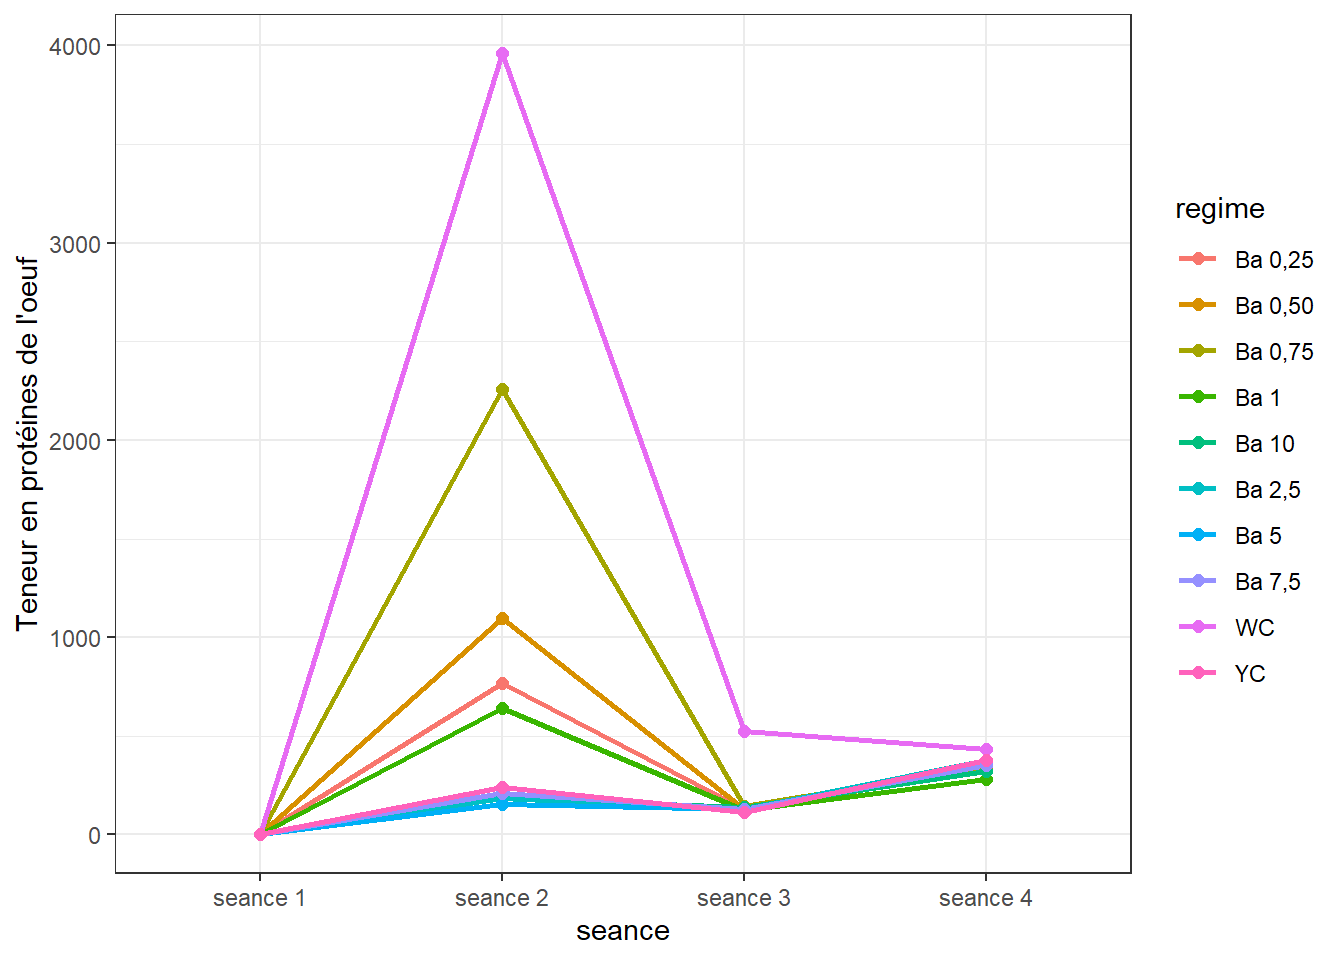 4000
3000
2000
1000
0
Teneur en protéines de l'oeuf
seance 1
seance 2
seance 3
seance 4
seance
regime
Ba 0,25
Ba 0,50
Ba 0,75
Ba 1
Ba 10
Ba 2,5
Ba 5
Ba 7,5
WC
YC